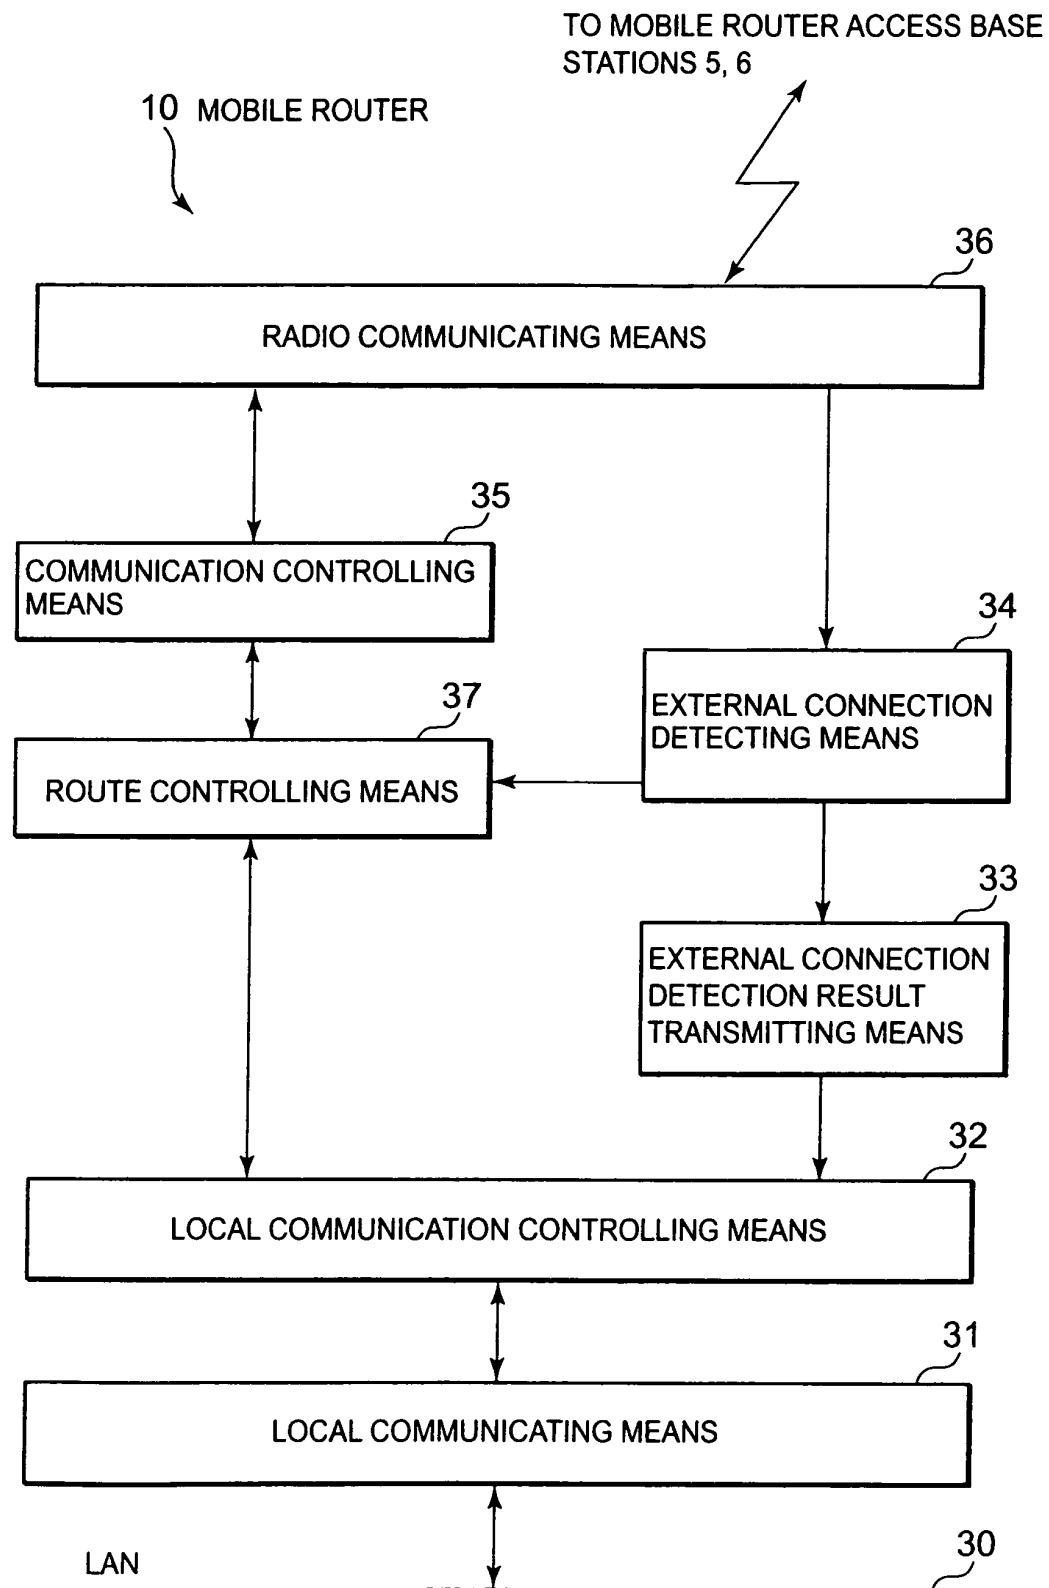 TO MOBILE ROUTER ACCESS BASE
STATIONS 5, 6
10 MOBILE ROUTER
36
RADIO COMMUNICATING MEANS
35
COMMUNICATION CONTROLLING
MEANS
34
EXTERNAL CONNECTION
DETECTING MEANS
37
ROUTE CONTROLLING MEANS
33
EXTERNAL CONNECTION
DETECTION RESULT
TRANSMITTING MEANS
32
LOCAL COMMUNICATION CONTROLLING MEANS
31
LOCAL COMMUNICATING MEANS
30
LAN